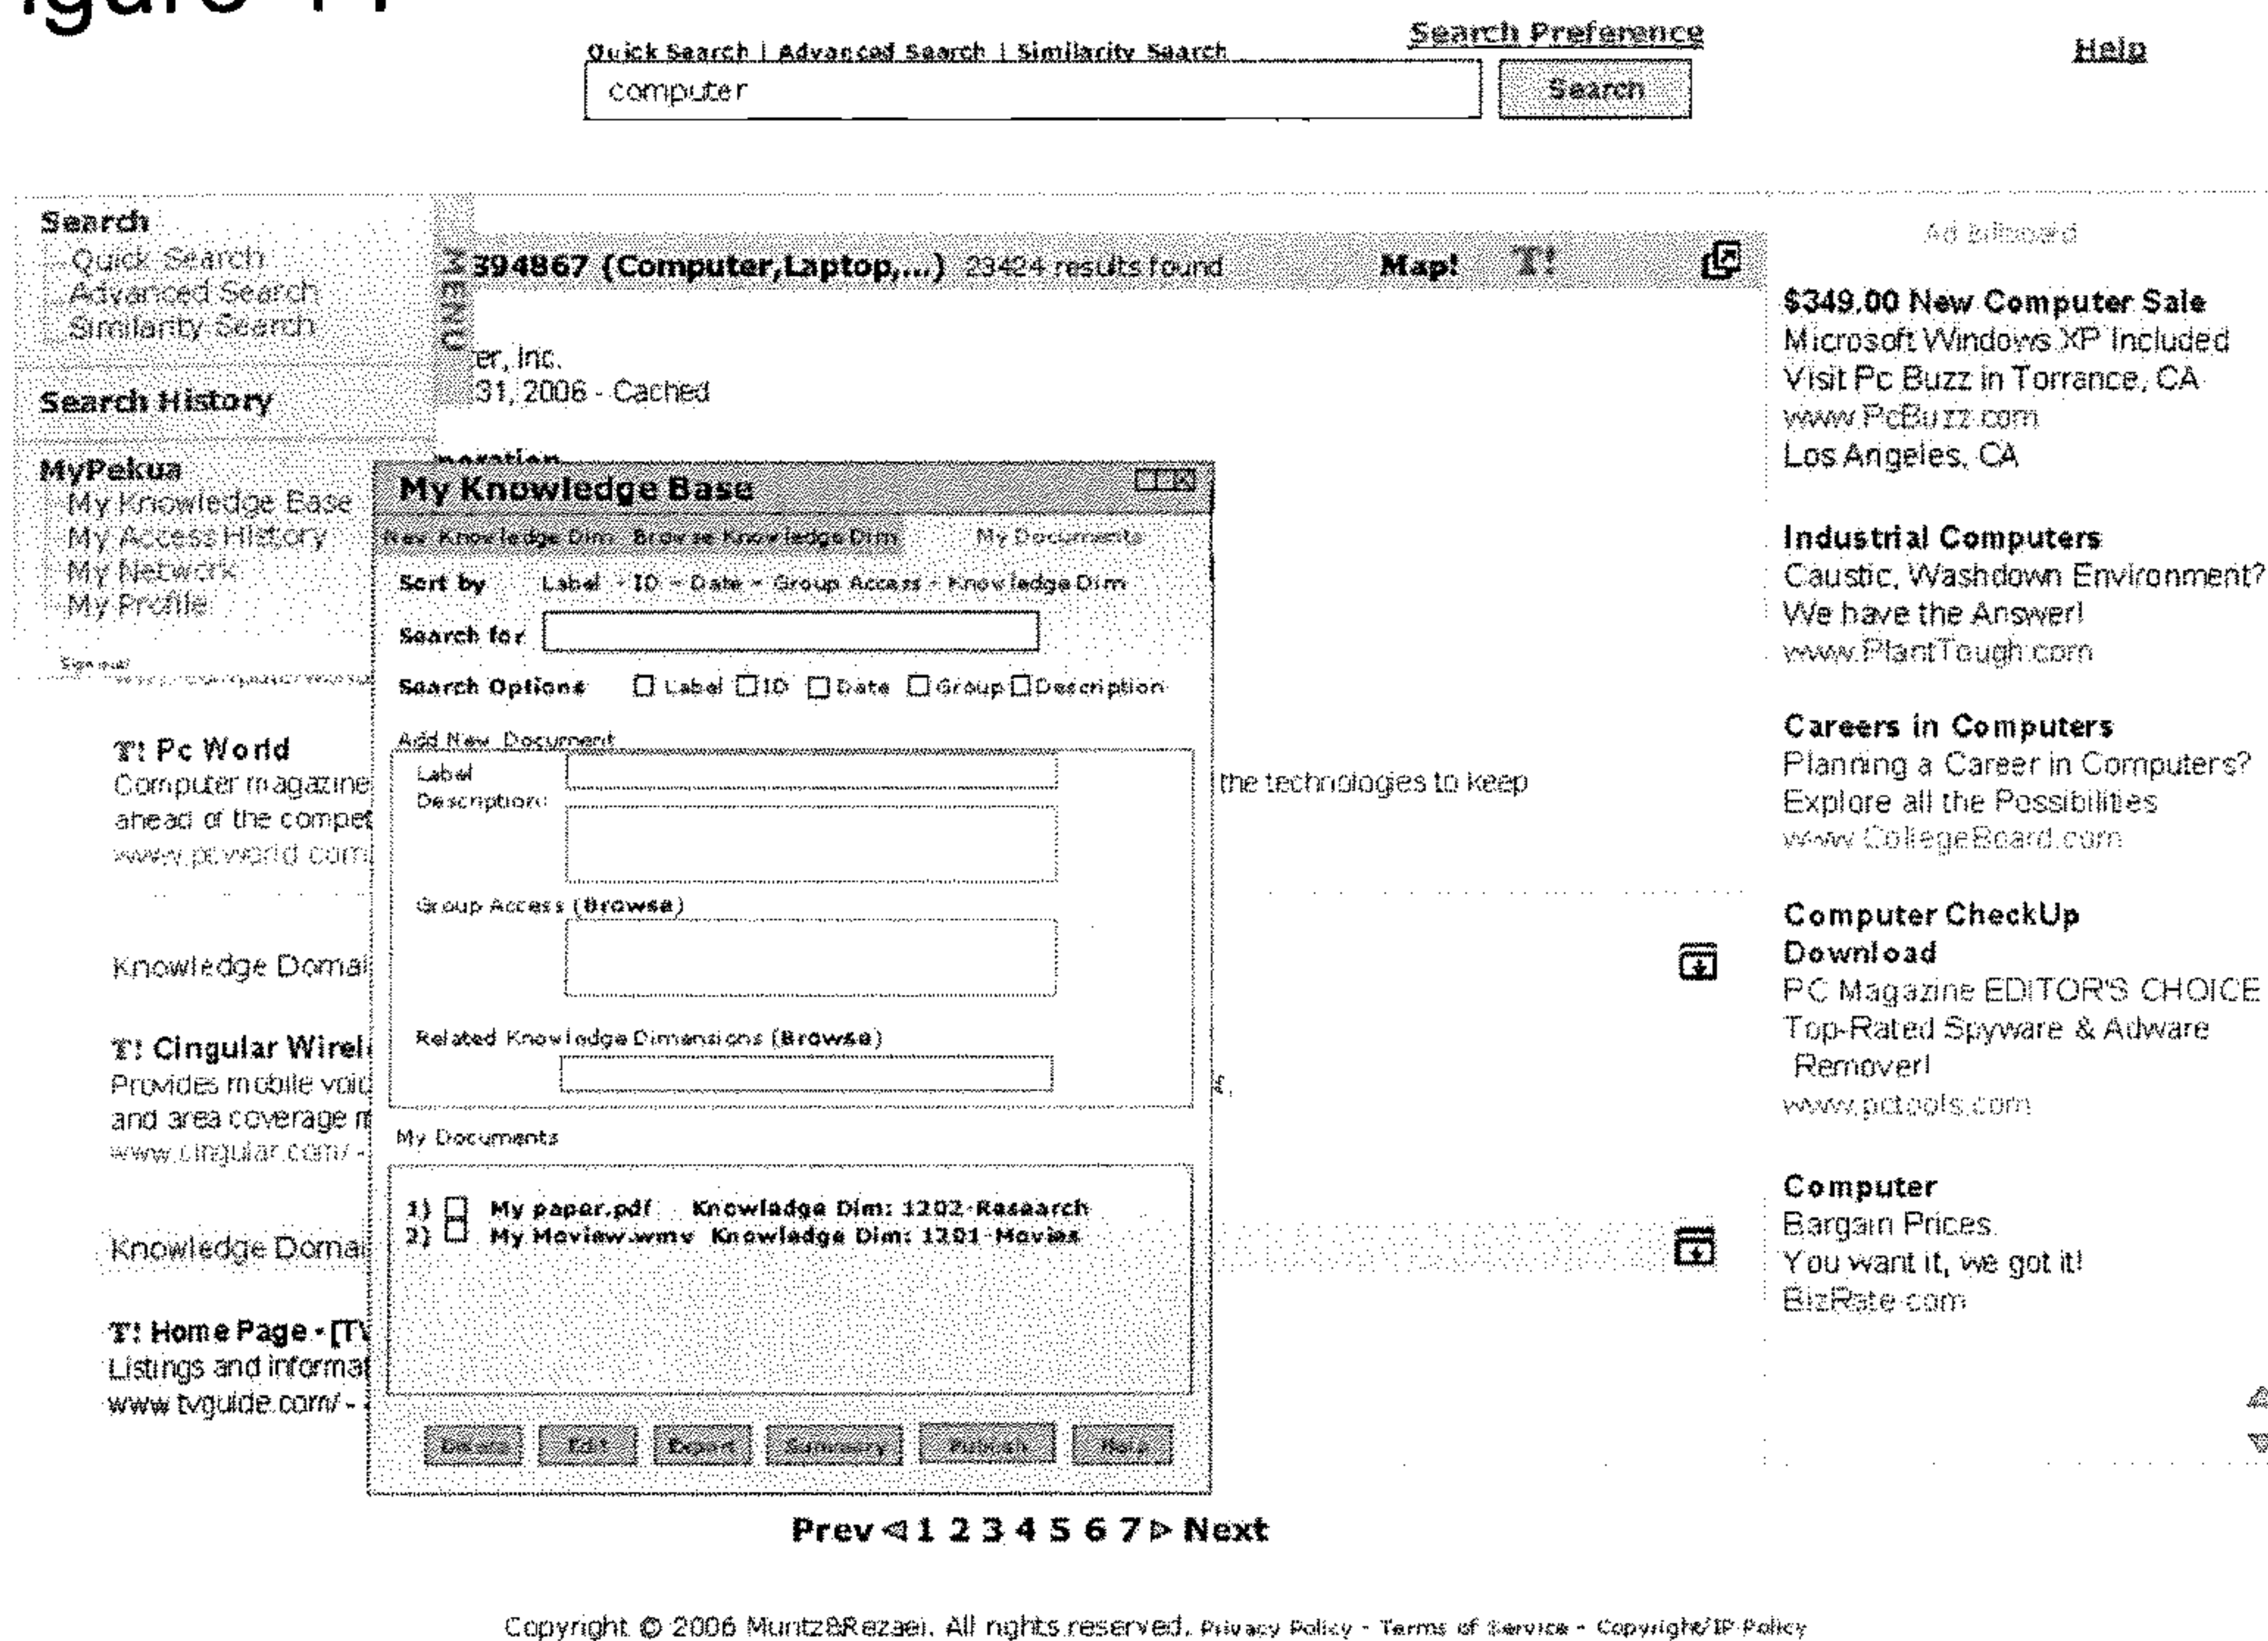 Search Preference
Help
Quick Search | Advanced Search | Similarity Search
computer
Search
Search
Quick Search
Advanced Search
Similarity Search
Search History
MyPekua
My Knowledge Base
My Access History
My Network
My Profile
Sign out
MENU
394867 (Computer,Laptop,...) 23424 results found Map! T!
er, Inc.
31, 2006 - Cached
My Knowledge Base
New Knowledge Dim Browse Knowledge Dim My Documents
Sort by Label - ID - Date - Group Access - Knowledge Dim
Search for
Search Options Label ID Date Group Description
Add New Document
Label
Description:
Group Access (Browse)
Related Knowledge Dimensions (Browse)
My Documents
1) My paper.pdf Knowledge Dim: 1202-Research
2) My Moview.wmv Knowledge Dim: 1201-Movies
Edit Export Summary Publish
T! Pc World
Computer magazine the technologies to keep
ahead of the compet
www.pcworld.com
Knowledge Domai
T! Cingular Wirel
Provides mobile voic
and area coverage m
www.cingular.com/ -
Knowledge Domai
T! Home Page - [TV
Listings and informat
www.tvguide.com/ -
Ad billboard
$349.00 New Computer Sale
Microsoft Windows XP Included
Visit Pc Buzz in Torrance, CA
www.PcBuzz.com
Los Angeles, CA
Industrial Computers
Caustic, Washdown Environment?
We have the Answer!
www.PlantTough.com
Careers in Computers
Planning a Career in Computers?
Explore all the Possibilities
www.CollegeBoard.com
Computer CheckUp
Download
PC Magazine EDITOR'S CHOICE
Top-Rated Spyware & Adware
Remover!
www.pctools.com
Computer
Bargain Prices.
You want it, we got it!
BizRate.com
Prev 1 2 3 4 5 6 7 Next
Copyright © 2006 Muntz&Rezaei. All rights reserved. Privacy Policy - Terms of Service - Copyright/IP Policy